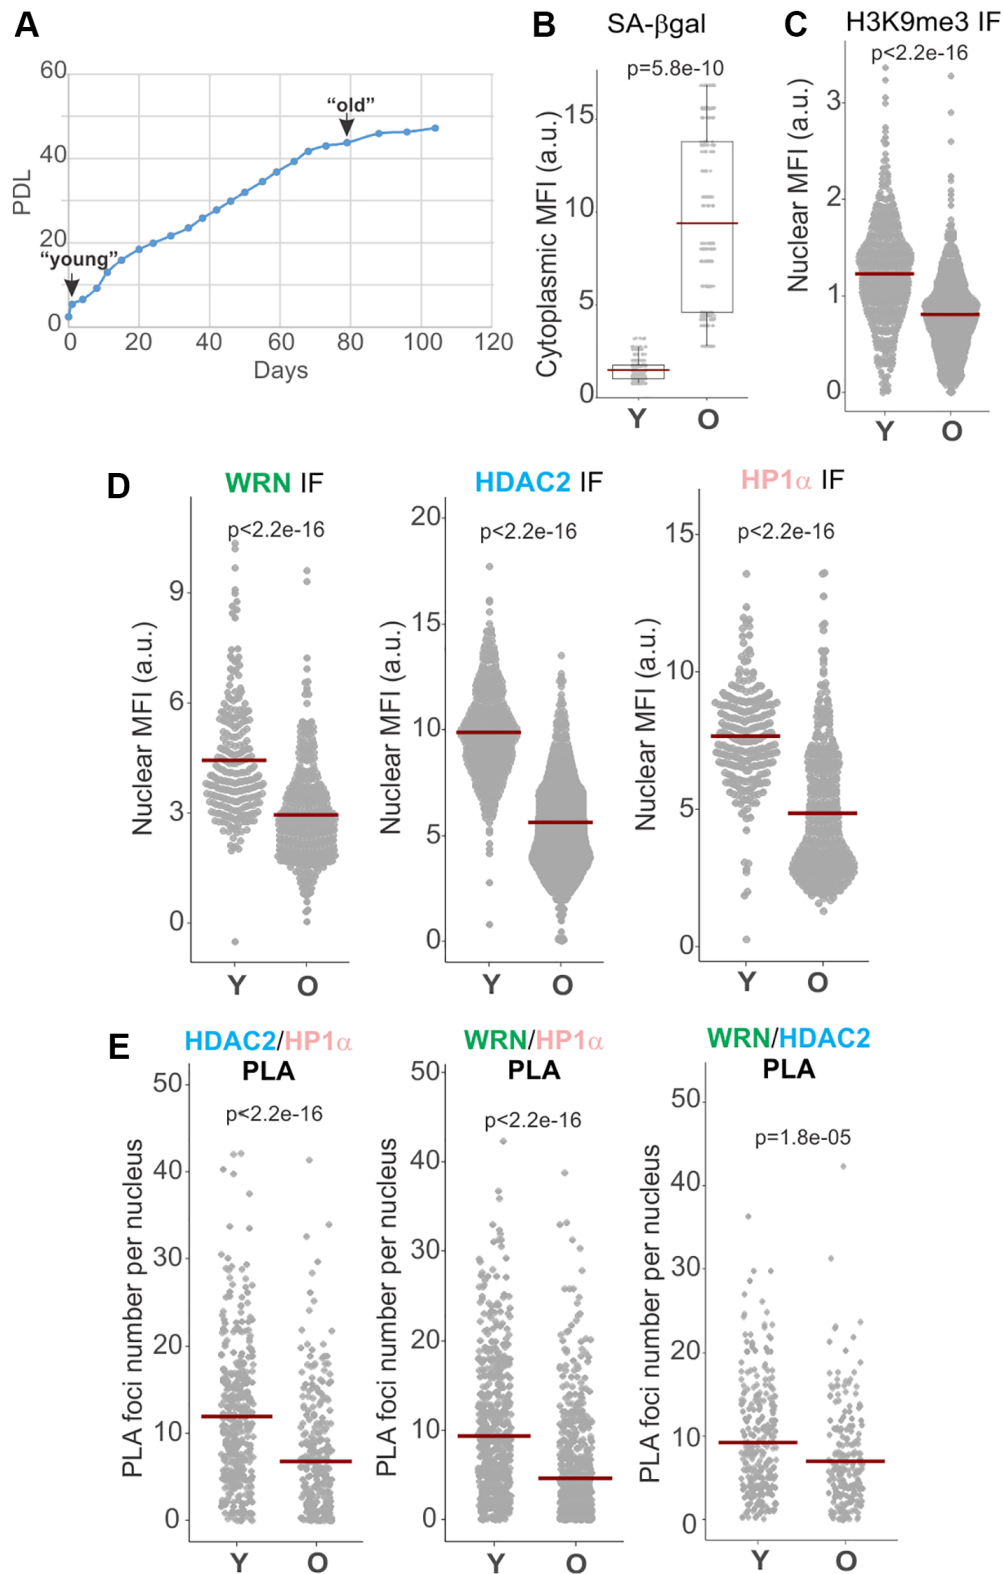 A
60
40
20
0
PDL
"young"
"old"
0 20 40 60 80 100 120
Days
B
SA-βgal
p=5.8e-10
Cytoplasmic MFI (a.u.)
15
10
5
0
Y O
C
H3K9me3 IF
p<2.2e-16
Nuclear MFI (a.u.)
3
2
1
0
Y O
D
WRN IF
p<2.2e-16
Nuclear MFI (a.u.)
9
6
3
0
Y O
HDAC2 IF
p<2.2e-16
Nuclear MFI (a.u.)
20
15
10
5
0
Y O
HP1α IF
p<2.2e-16
Nuclear MFI (a.u.)
15
10
5
0
Y O
E
HDAC2/HP1α
PLA
p<2.2e-16
PLA foci number per nucleus
50
40
30
20
10
0
Y O
WRN/HP1α
PLA
p<2.2e-16
PLA foci number per nucleus
50
40
30
20
10
0
Y O
WRN/HDAC2
PLA
p=1.8e-05
PLA foci number per nucleus
50
40
30
20
10
0
Y O